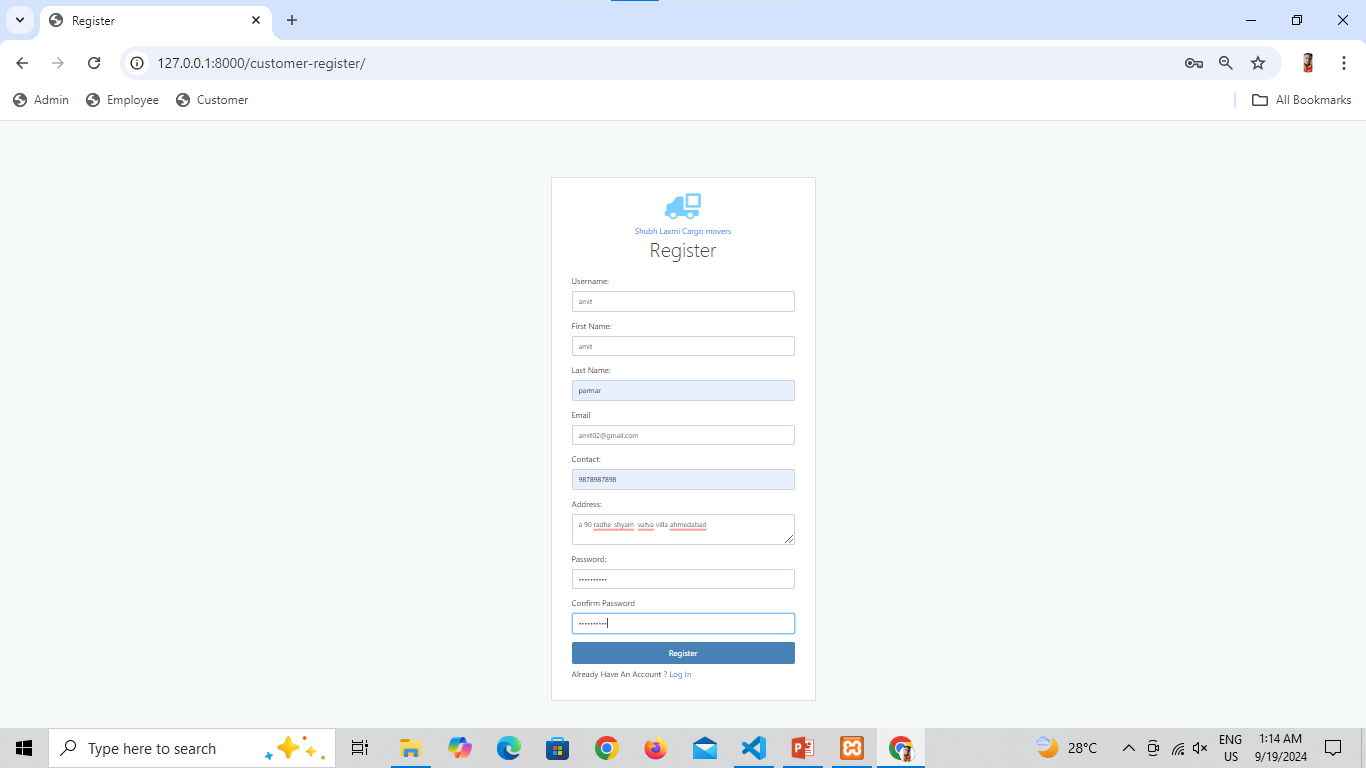 Register
127.0.0.1:8000/customer-register/
Admin Employee Customer All Bookmarks
Shubh Laxmi Cargo movers
Register
Username:
amit
First Name:
amit
Last Name:
parmar
Email
amit02@gmail.com
Contact:
9878987898
Address:
a 90 radhe shyam vatva villa ahmedabad
Password:
••••••••••
Confirm Password
••••••••••
Register
Already Have An Account ? Log In
Type here to search
28°C
ENG
US
1:14 AM
9/19/2024